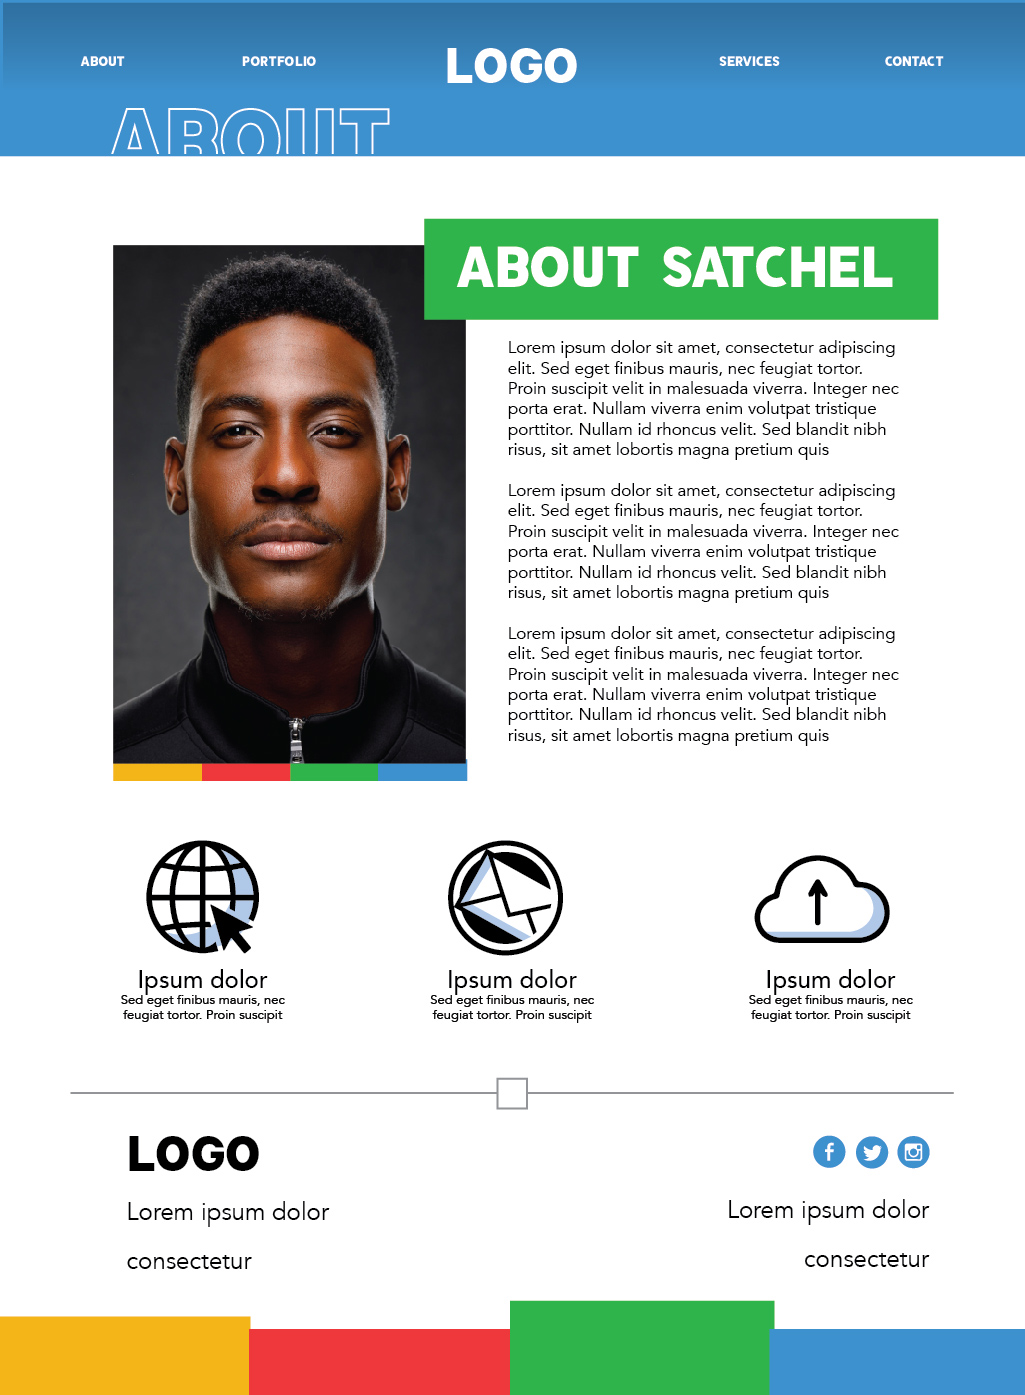 ABOUT PORTFOLIO LOGO SERVICES CONTACT
ABOUT
ABOUT SATCHEL
Lorem ipsum dolor sit amet, consectetur adipiscing
elit. Sed eget finibus mauris, nec feugiat tortor.
Proin suscipit velit in malesuada viverra. Integer nec
porta erat. Nullam viverra enim volutpat tristique
porttitor. Nullam id rhoncus velit. Sed blandit nibh
risus, sit amet lobortis magna pretium quis
Lorem ipsum dolor sit amet, consectetur adipiscing
elit. Sed eget finibus mauris, nec feugiat tortor.
Proin suscipit velit in malesuada viverra. Integer nec
porta erat. Nullam viverra enim volutpat tristique
porttitor. Nullam id rhoncus velit. Sed blandit nibh
risus, sit amet lobortis magna pretium quis
Lorem ipsum dolor sit amet, consectetur adipiscing
elit. Sed eget finibus mauris, nec feugiat tortor.
Proin suscipit velit in malesuada viverra. Integer nec
porta erat. Nullam viverra enim volutpat tristique
porttitor. Nullam id rhoncus velit. Sed blandit nibh
risus, sit amet lobortis magna pretium quis
Ipsum dolor
Sed eget finibus mauris, nec
feugiat tortor. Proin suscipit
Ipsum dolor
Sed eget finibus mauris, nec
feugiat tortor. Proin suscipit
Ipsum dolor
Sed eget finibus mauris, nec
feugiat tortor. Proin suscipit
LOGO
Lorem ipsum dolor
consectetur
Lorem ipsum dolor
consectetur